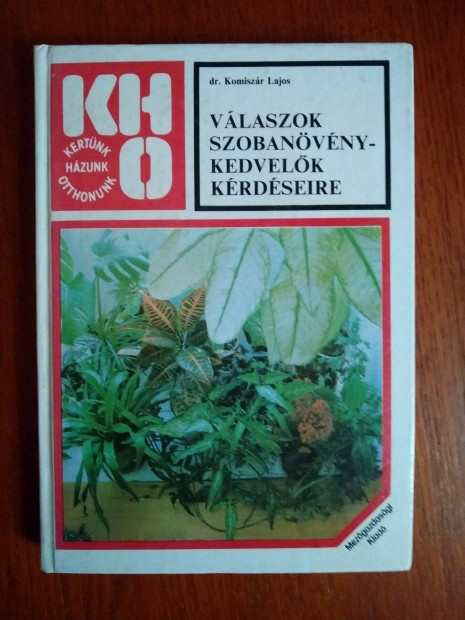 KH
O
KERTÜNK
HÁZUNK
OTTHONUNK
dr. Komiszár Lajos
VÁLASZOK
SZOBANÖVÉNY-
KEDVELŐK
KÉRDÉSEIRE
Mezőgazdasági
Kiadó